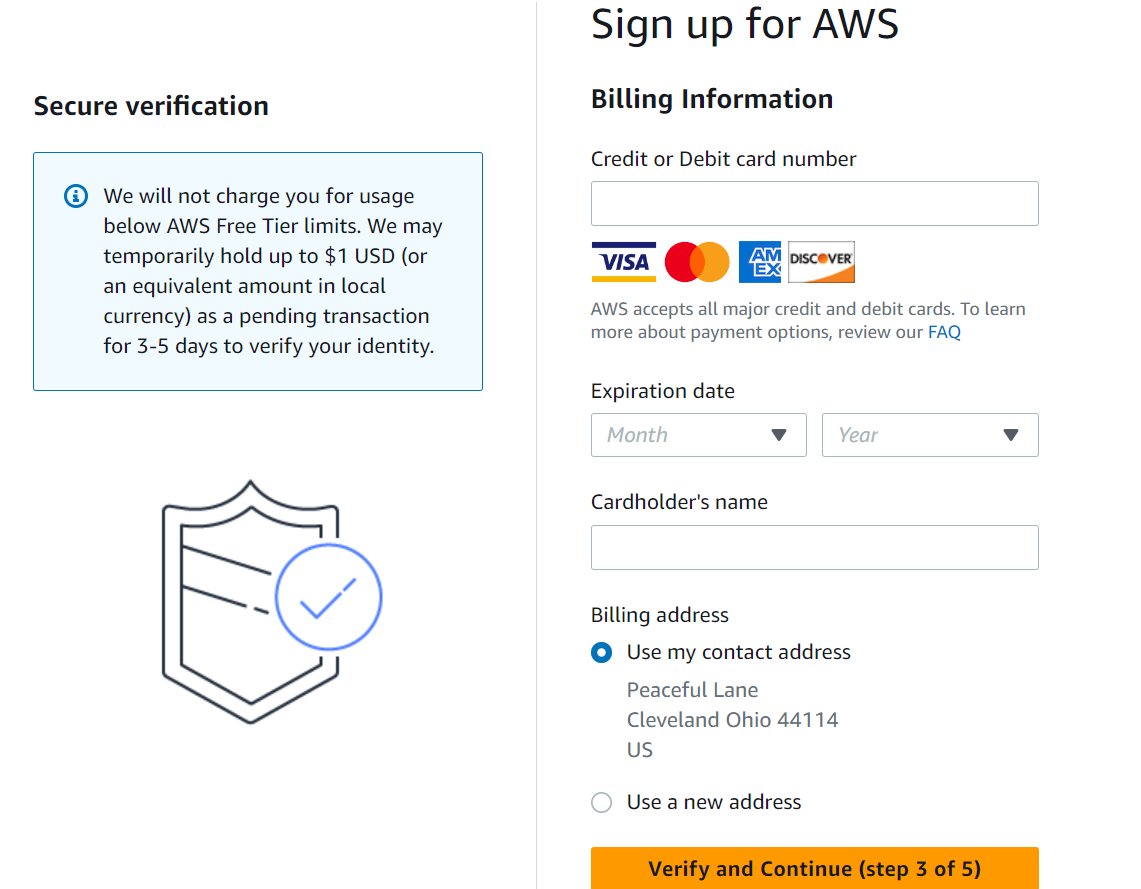 Sign up for AWS
Secure verification
We will not charge you for usage
below AWS Free Tier limits. We may
temporarily hold up to $1 USD (or
an equivalent amount in local
currency) as a pending transaction
for 3-5 days to verify your identity.
Billing Information
Credit or Debit card number
VISA
AM
EX
DISCOVER
AWS accepts all major credit and debit cards. To learn
more about payment options, review our FAQ
Expiration date
Month
Year
Cardholder's name
Billing address
Use my contact address
Peaceful Lane
Cleveland Ohio 44114
US
Use a new address
Verify and Continue (step 3 of 5)